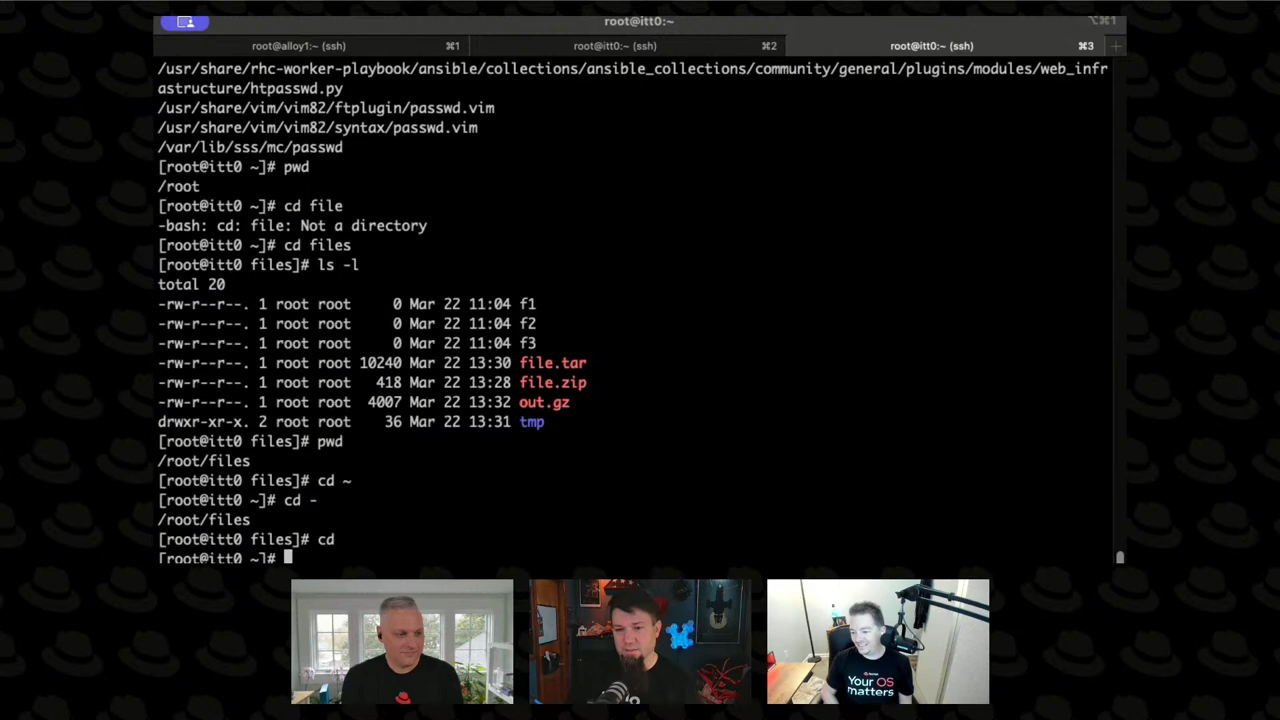 root@itt0:~
⌥⌘1
root@alloy1:~ (ssh) ⌘1 root@itt0:~ (ssh) ⌘2 root@itt0:~ (ssh) ⌘3 +
/usr/share/rhc-worker-playbook/ansible/collections/ansible_collections/community/general/plugins/modules/web_infr
astructure/htpasswd.py
/usr/share/vim/vim82/ftplugin/passwd.vim
/usr/share/vim/vim82/syntax/passwd.vim
/var/lib/sss/mc/passwd
[root@itt0 ~]# pwd
/root
[root@itt0 ~]# cd file
-bash: cd: file: Not a directory
[root@itt0 ~]# cd files
[root@itt0 files]# ls -l
total 20
-rw-r--r--. 1 root root     0 Mar 22 11:04 f1
-rw-r--r--. 1 root root     0 Mar 22 11:04 f2
-rw-r--r--. 1 root root     0 Mar 22 11:04 f3
-rw-r--r--. 1 root root 10240 Mar 22 13:30 file.tar
-rw-r--r--. 1 root root   418 Mar 22 13:28 file.zip
-rw-r--r--. 1 root root  4007 Mar 22 13:32 out.gz
drwxr-xr-x. 2 root root    36 Mar 22 13:31 tmp
[root@itt0 files]# pwd
/root/files
[root@itt0 files]# cd ~
[root@itt0 ~]# cd -
/root/files
[root@itt0 files]# cd
[root@itt0 ~]#
Your OS
matters